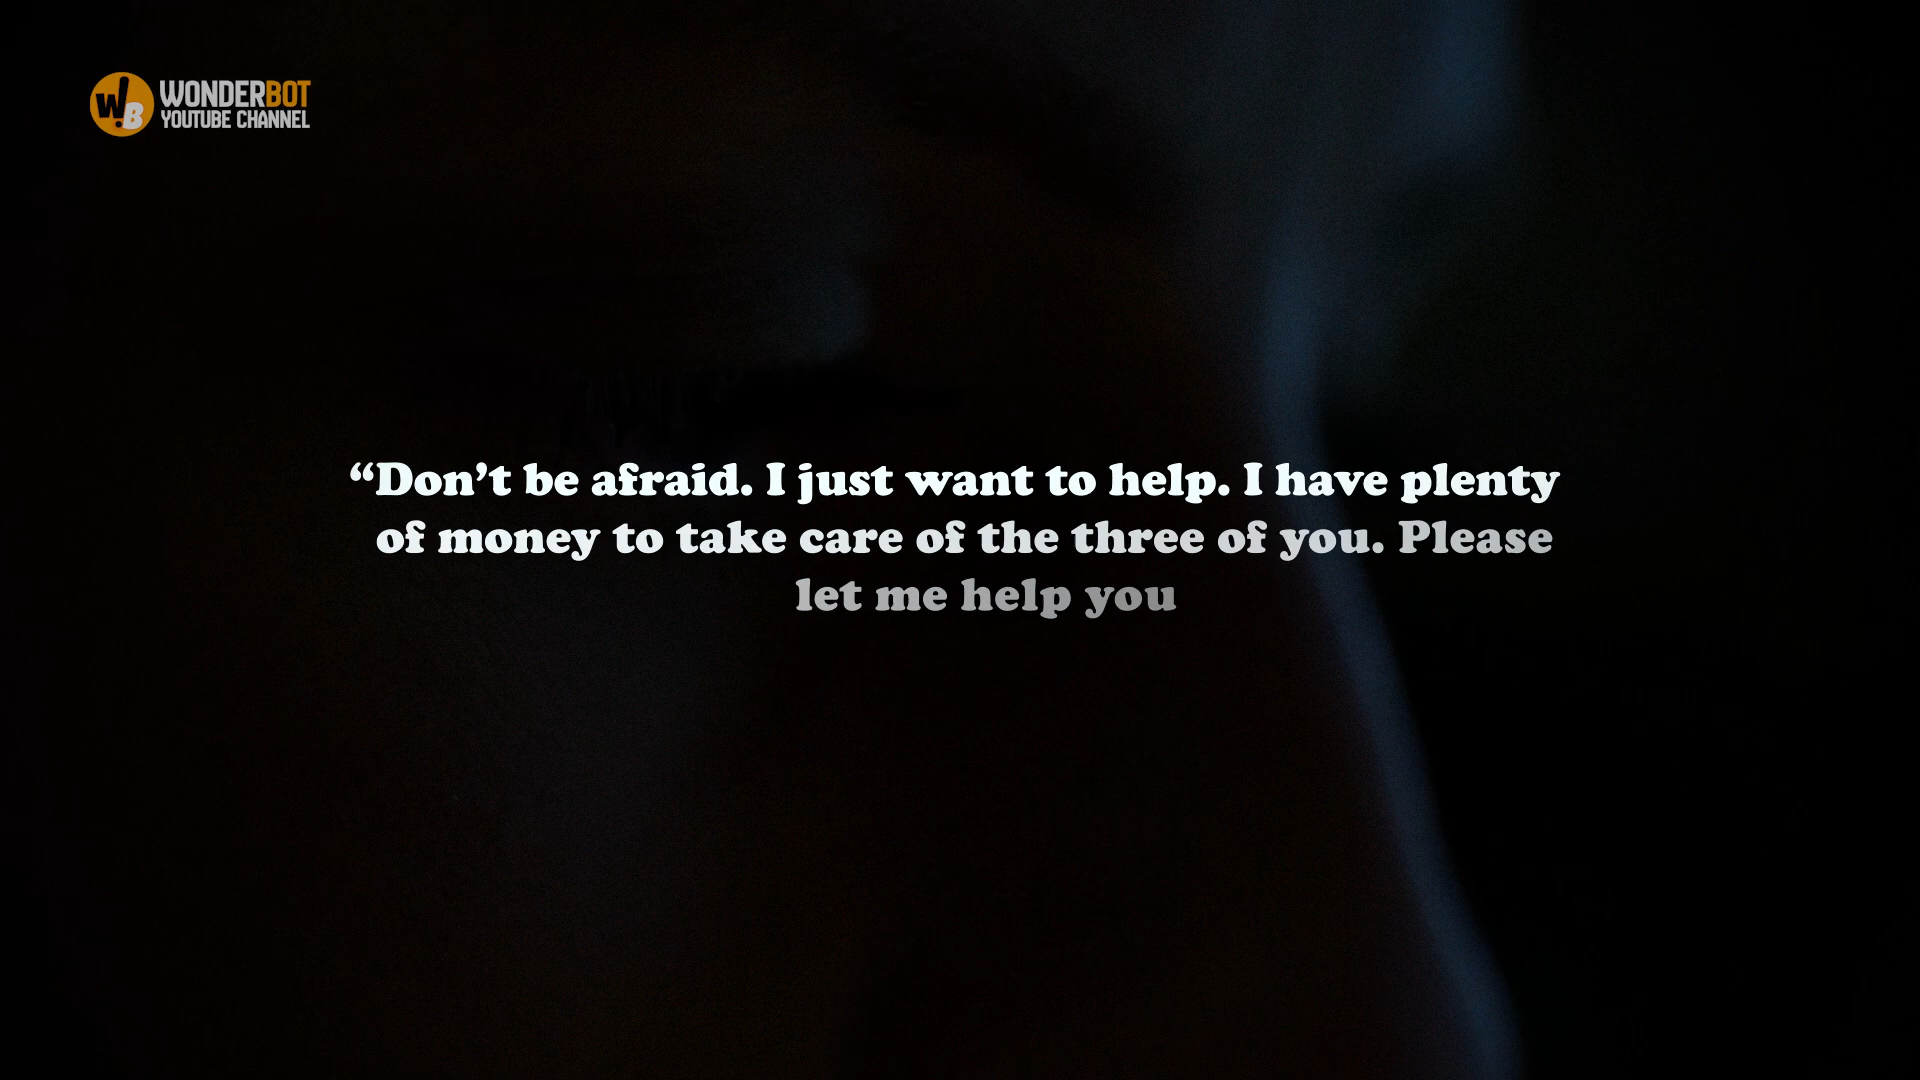 W!B
WONDERBOT
YOUTUBE CHANNEL
“Don’t be afraid. I just want to help. I have plenty
of money to take care of the three of you. Please
let me help you